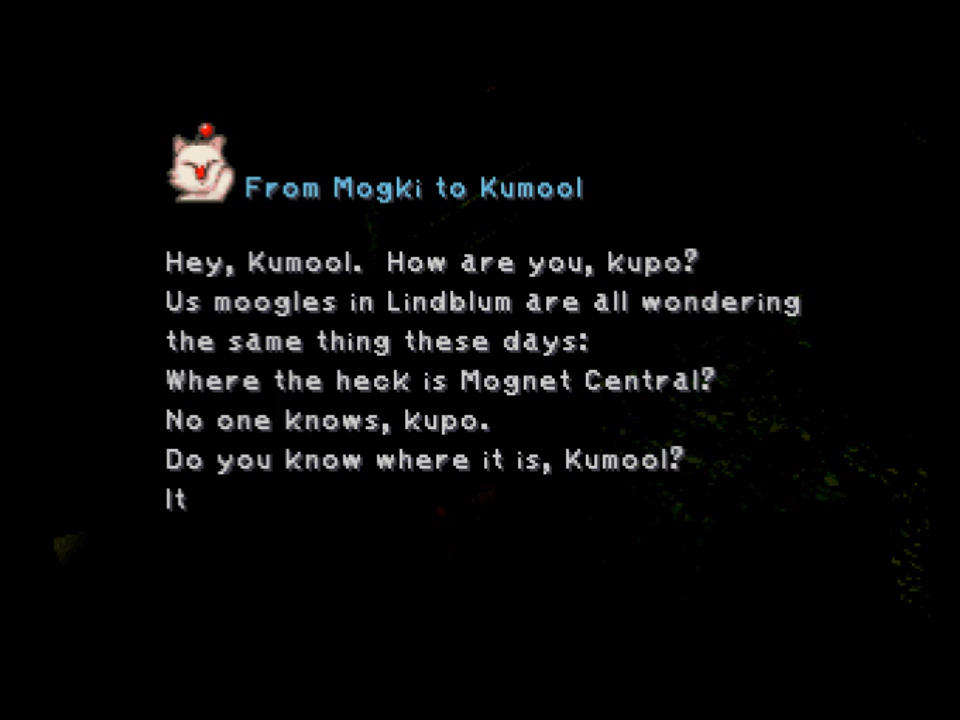 From Mogki to Kumool
Hey, Kumool.  How are you, kupo?
Us moogles in Lindblum are all wondering
the same thing these days:
Where the heck is Mognet Central?
No one knows, kupo.
Do you know where it is, Kumool?
It